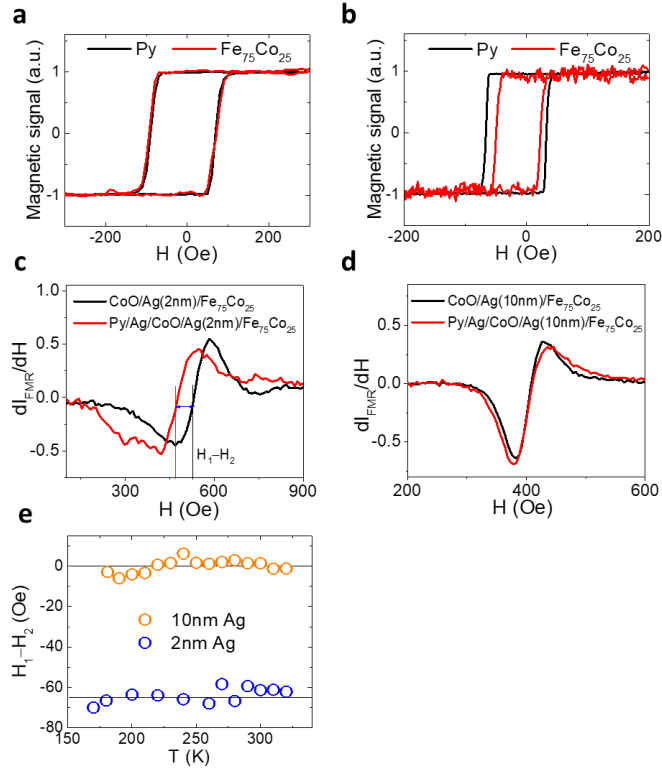 a
Py Fe75Co25
Magnetic signal (a.u.)
1
0
-1
-200 0 200
H (Oe)
b
Py Fe75Co25
Magnetic signal (a.u.)
1
0
-1
-200 0 200
H (Oe)
c
CoO/Ag(2nm)/Fe75Co25
Py/Ag/CoO/Ag(2nm)/Fe75Co25
dIFMR/dH
1.0
0.5
0.0
-0.5
H1−H2
300 600 900
H (Oe)
d
CoO/Ag(10nm)/Fe75Co25
Py/Ag/CoO/Ag(10nm)/Fe75Co25
dIFMR/dH
0.5
0.0
-0.5
200 400 600
H (Oe)
e
H1−H2 (Oe)
0
-20
-40
-60
-80
10nm Ag
2nm Ag
150 200 250 300
T (K)